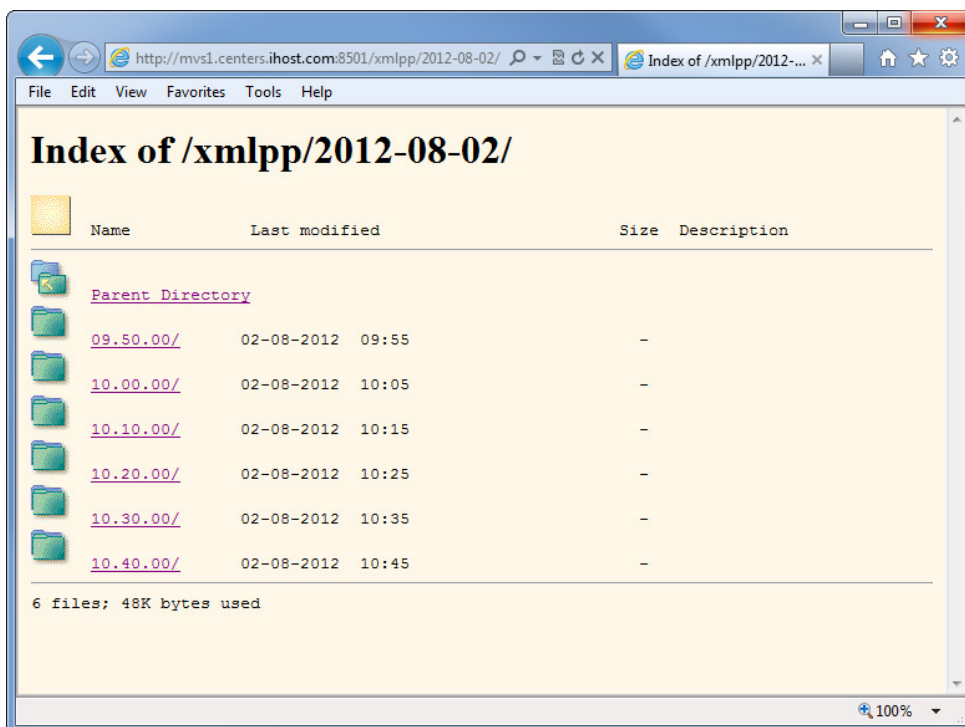 http://mvs1.centers.ihost.com:8501/xmlpp/2012-08-02/ Index of /xmlpp/2012-...
File Edit View Favorites Tools Help
Index of /xmlpp/2012-08-02/
Name Last modified Size Description
Parent Directory
09.50.00/ 02-08-2012 09:55 -
10.00.00/ 02-08-2012 10:05 -
10.10.00/ 02-08-2012 10:15 -
10.20.00/ 02-08-2012 10:25 -
10.30.00/ 02-08-2012 10:35 -
10.40.00/ 02-08-2012 10:45 -
6 files; 48K bytes used
100%